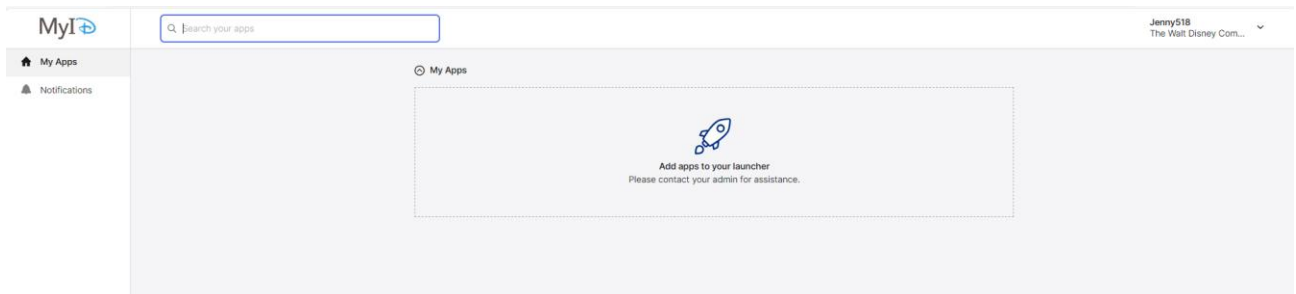 MyID
Search your apps
Jenny518
The Walt Disney Com...
My Apps
Notifications
My Apps
Add apps to your launcher
Please contact your admin for assistance.